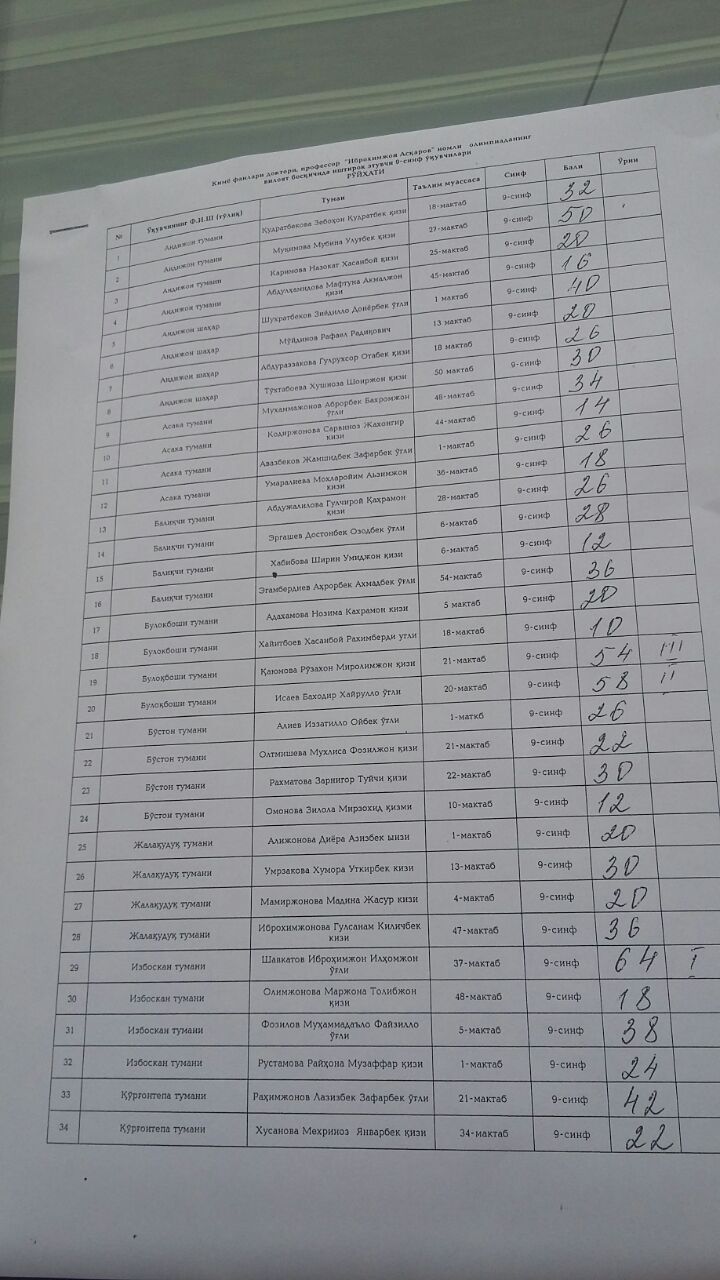 Кимё фанлари доктори, профессор "Иброхимжон Асқаров" номли олимпиаданинг
вилоят босқичида иштирок этувчи 9-синф ўқувчилари
РЎЙХАТИ
№ Ўқувчининг Ф.И.Ш (тўлиқ) Туман Таълим муассаса Синф Бали Ўрни
1 Андижон тумани Қудратбекова Зебохон Қудратбек қизи 18-мактаб 9-синф 32
2 Андижон тумани Муқимова Мубина Улуғбек қизи 27-мактаб 9-синф 50
3 Андижон тумани Каримова Назокат Хасанбой қизи 25-мактаб 9-синф 20
4 Андижон тумани Абдулҳамидова Мафтуна Акмалжон қизи 45-мактаб 9-синф 16
5 Андижон шаҳар Шухратбеков Зиёдилло Донёрбек ўғли 1 мактаб 9-синф 40
6 Андижон шаҳар Мўйдинов Рафаел Радикович 13 мактаб 9-синф 20
7 Андижон шаҳар Абдураззакова Гулрухсор Отабек қизи 18 мактаб 9-синф 26
8 Андижон шаҳар Тўхтабоева Хушноза Шоиржон қизи 50 мактаб 9-синф 30
9 Асака тумани Мухаммажонов Аброрбек Бахромжон ўғли 48-мактаб 9-синф 34
10 Асака тумани Кодиржонова Сарвиноз Жахонгир қизи 44-мактаб 9-синф 14
11 Асака тумани Авазбеков Жамшидбек Зафарбек ўғли 1-мактаб 9-синф 26
12 Асака тумани Умаралиева Мохларойим Аъзимжон қизи 36-мактаб 9-синф 18
13 Балиқчи тумани Абдужалилова Гулчирой Қаҳрамон қизи 28-мактаб 9-синф 26
14 Балиқчи тумани Эргашев Достонбек Озодбек ўғли 6-мактаб 9-синф 28
15 Балиқчи тумани Хабибова Ширин Умиджон қизи 6-мактаб 9-синф 12
16 Балиқчи тумани Эгамбердиев Аҳрорбек Ахмадбек ўғли 54-мактаб 9-синф 36
17 Булокбоши тумани Адахамова Нозима Кахрамон кизи 5 мактаб 9-синф 20
18 Булокбоши тумани Хайитбоев Хасанбой Рахимберди угли 18-мактаб 9-синф 10
19 Булоқбоши тумани Қаюмова Рўзахон Миролимжон қизи 21-мактаб 9-синф 54 III
20 Булоқбоши тумани Исаев Баходир Хайрулло ўғли 20-мактаб 9-синф 58 II
21 Бўстон тумани Алиев Иззатилло Ойбек ўғли 1-маткб 9-синф 26
22 Бўстон тумани Олтмишева Мухлиса Фозилжон қизи 21-мактаб 9-синф 22
23 Бўстон тумани Рахматова Зарнигор Туйчи қизи 22-мактаб 9-синф 30
24 Бўстон тумани Омонова Зилола Мирзохид қизми 10-мактаб 9-синф 12
25 Жалақудуқ тумани Алижонова Диёра Азизбек ынзи 1-мактаб 9-синф 20
26 Жалақудуқ тумани Умрзакова Хумора Уткирбек кизи 13-мактаб 9-синф 30
27 Жалақудуқ тумани Мамиржонова Мадина Жасур кизи 4-мактаб 9-синф 20
28 Жалақудуқ тумани Иброхимжонова Гулсанам Киличбек кизи 47-мактаб 9-синф 36
29 Избоскан тумани Шавкатов Иброҳимжон Илҳомжон ўғли 37-мактаб 9-синф 64 I
30 Избоскан тумани Олимжонова Маржона Толибжон қизи 48-мактаб 9-синф 18
31 Избоскан тумани Фозилов Муҳаммадаъло Файзилло ўғли 5-мактаб 9-синф 38
32 Избоскан тумани Рустамова Райҳона Музаффар қизи 1-мактаб 9-синф 24
33 Қўрғонтепа тумани Раҳимжонов Лазизбек Зафарбек ўғли 21-мактаб 9-синф 42
34 Қўрғонтепа тумани Хусанова Мехриноз Январбек қизи 34-мактаб 9-синф 22